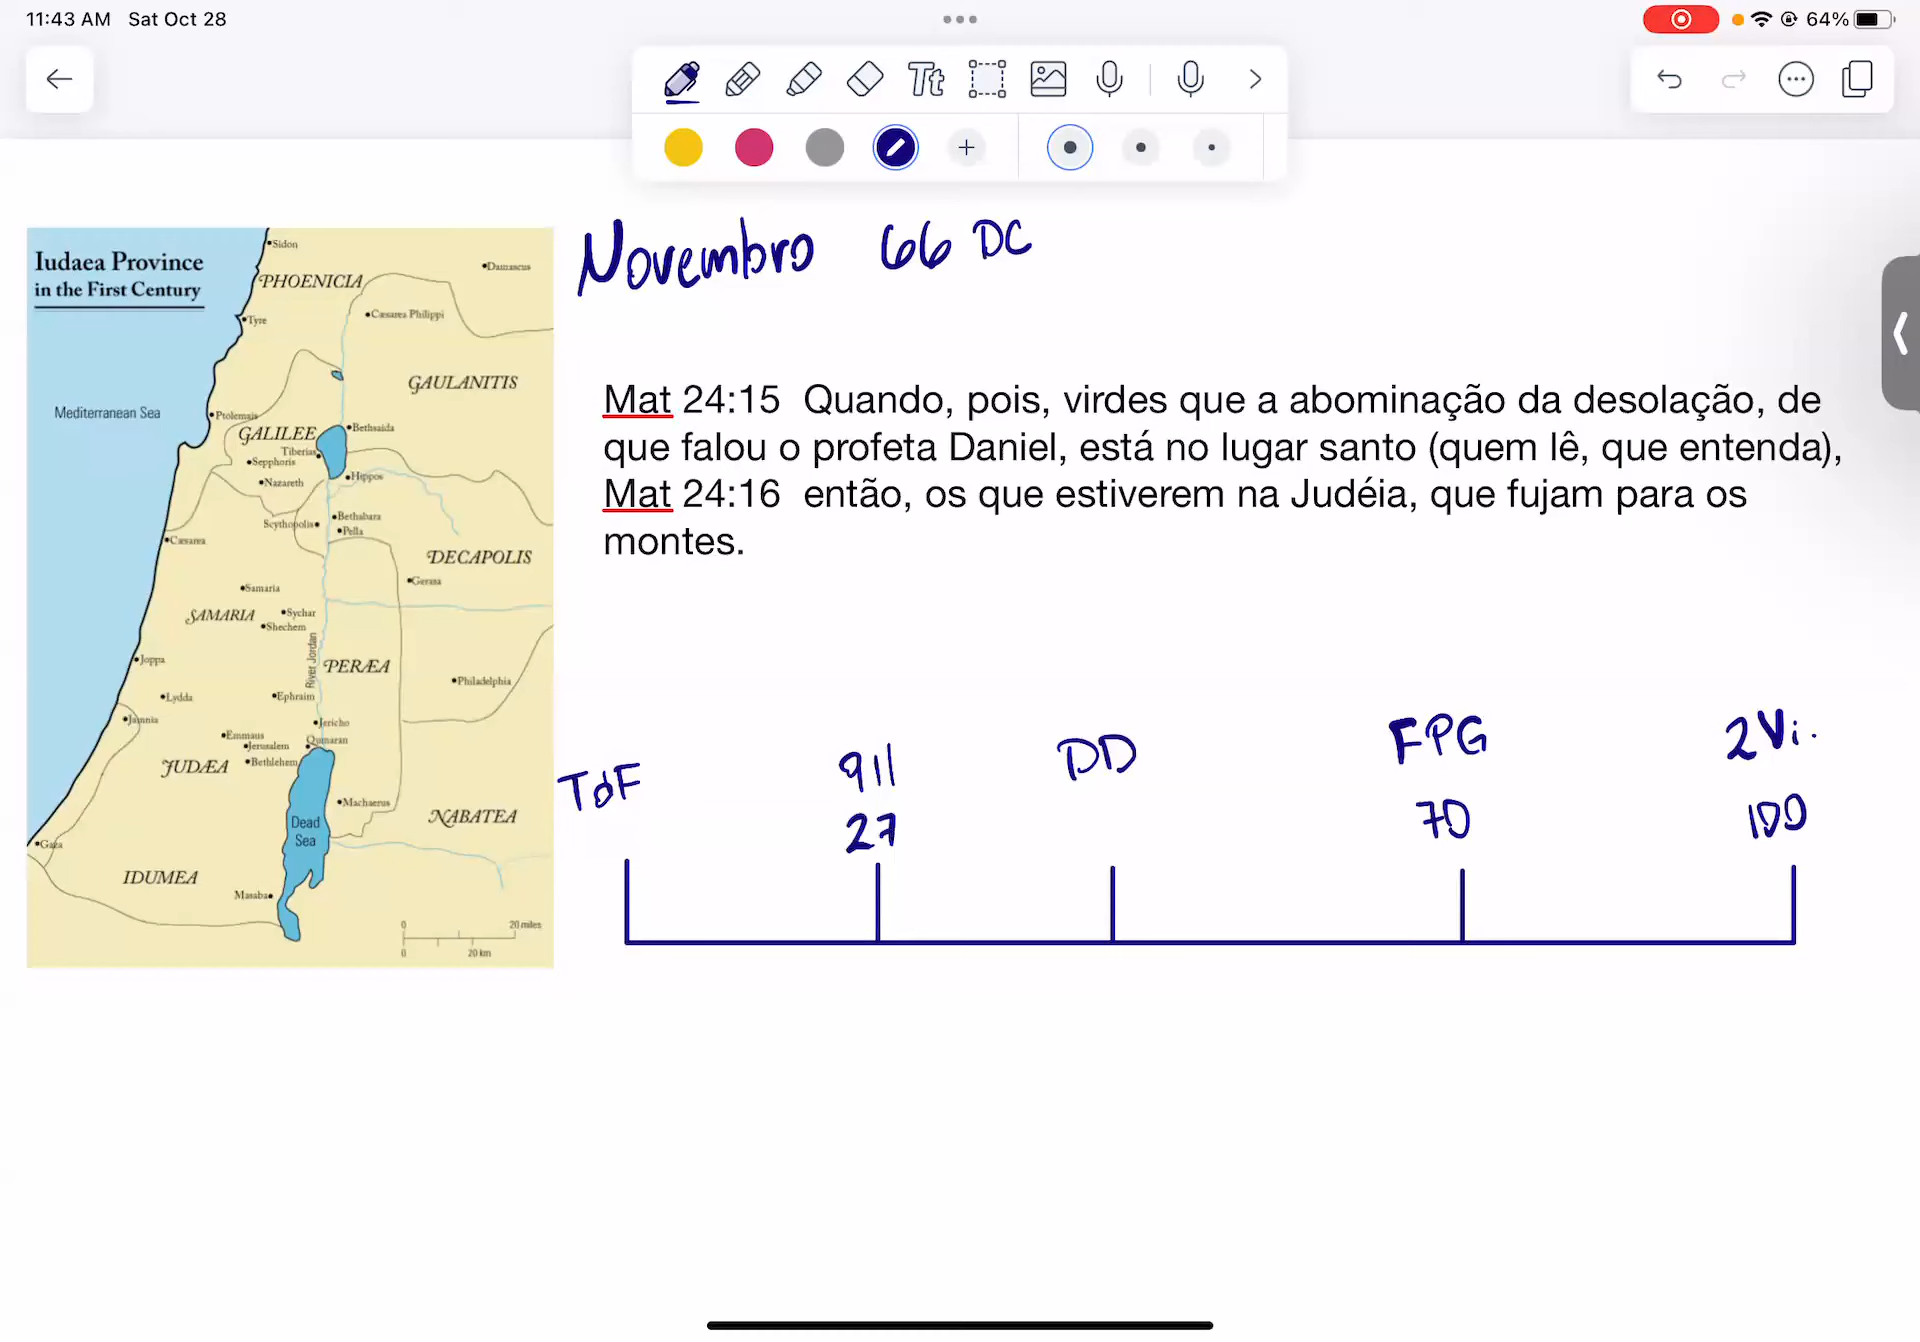 11:43 AM Sat Oct 28
64%
Tt
Iudaea Province
in the First Century
Sidon
PHOENICIA
Damascus
Tyre
Cæsarea Philippi
GAULANITIS
Mediterranean Sea
Ptolemais
GALILEE
Bethsaida
Tiberias
Sepphoris
Hippos
Nazareth
Scythopolis
Bethabara
Pella
Cæsarea
DECAPOLIS
Gerasa
Samaria
SAMARIA
Sychar
Shechem
River Jordan
PERÆA
Joppa
Philadelphia
Lydda
Ephraim
Jamnia
Jericho
Emmaus
Qumaran
Jerusalem
JUDÆA
Bethlehem
Machaerus
NABATEA
Dead
Sea
Gaza
IDUMEA
Masaba
0 20 miles
0 20 km
Novembro 66 DC
Mat 24:15 Quando, pois, virdes que a abominação da desolação, de
que falou o profeta Daniel, está no lugar santo (quem lê, que entenda),
Mat 24:16 então, os que estiverem na Judéia, que fujam para os
montes.
TdF 911 DD FPG 2Vi.
27 70 100